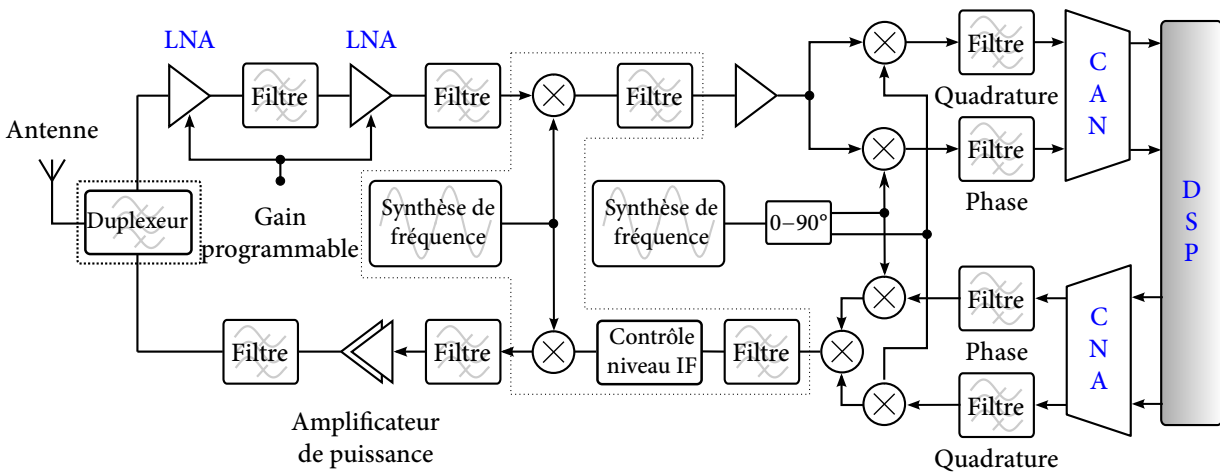 LNA
LNA
Filtre
Filtre
Filtre
Filtre
Quadrature
C
A
N
Antenne
Filtre
Phase
Duplexeur
Gain
programmable
Synthèse de
fréquence
Synthèse de
fréquence
0–90°
D
S
P
Filtre
Phase
C
N
A
Filtre
Filtre
Contrôle
niveau IF
Filtre
Filtre
Quadrature
Amplificateur
de puissance